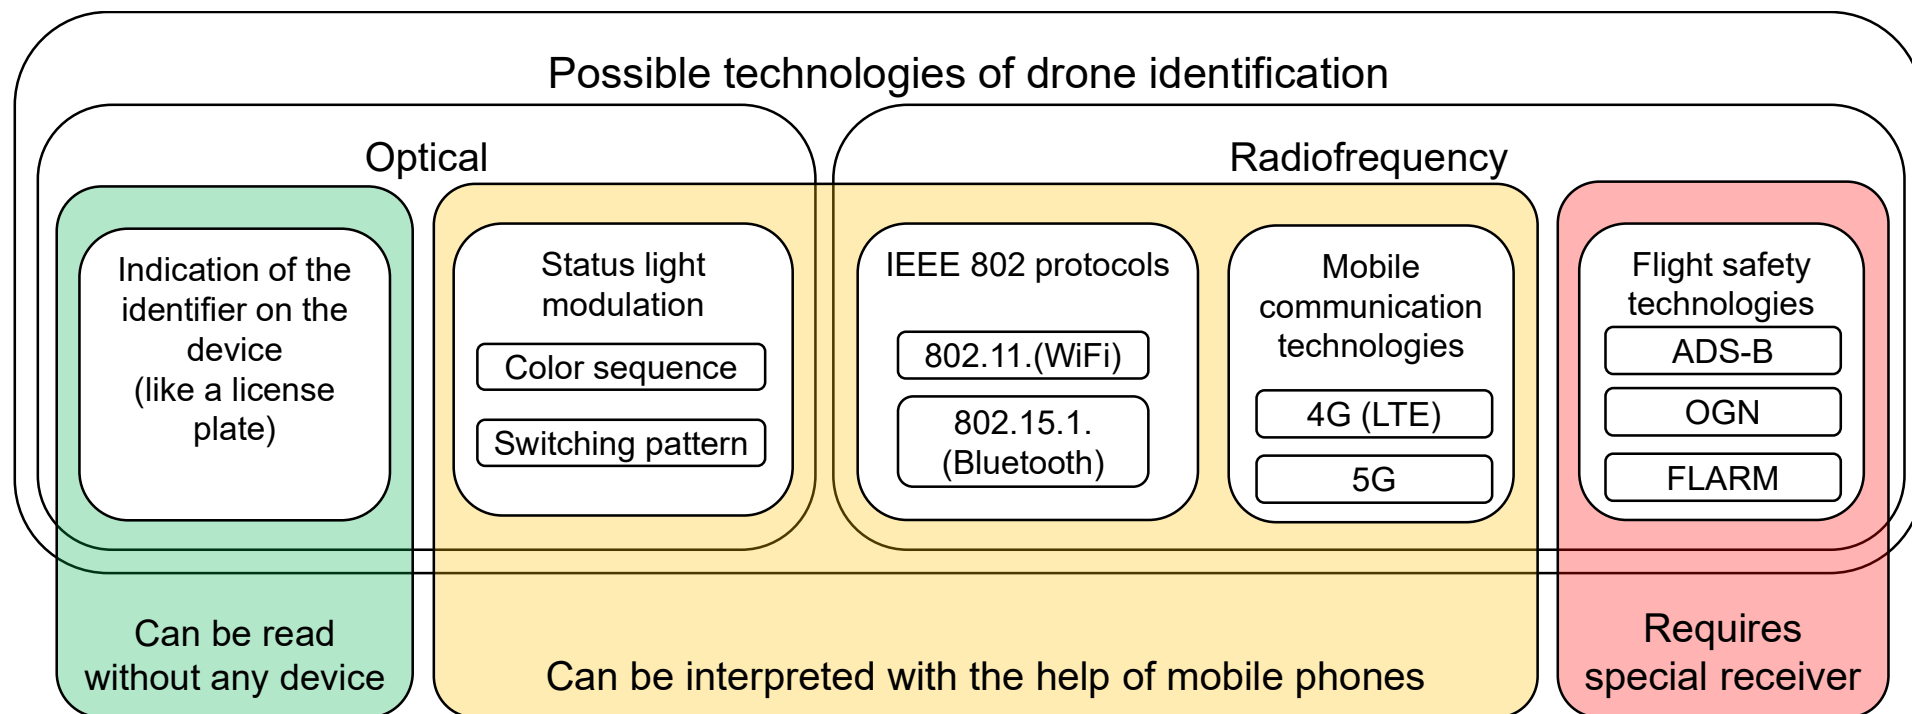 Possible technologies of drone identification
Optical
Radiofrequency
Indication of the
identifier on the
device
(like a license
plate)
Status light
modulation
Color sequence
Switching pattern
IEEE 802 protocols
802.11.(WiFi)
802.15.1.
(Bluetooth)
Mobile
communication
technologies
4G (LTE)
5G
Flight safety
technologies
ADS-B
OGN
FLARM
Can be read
without any device
Can be interpreted with the help of mobile phones
Requires
special receiver